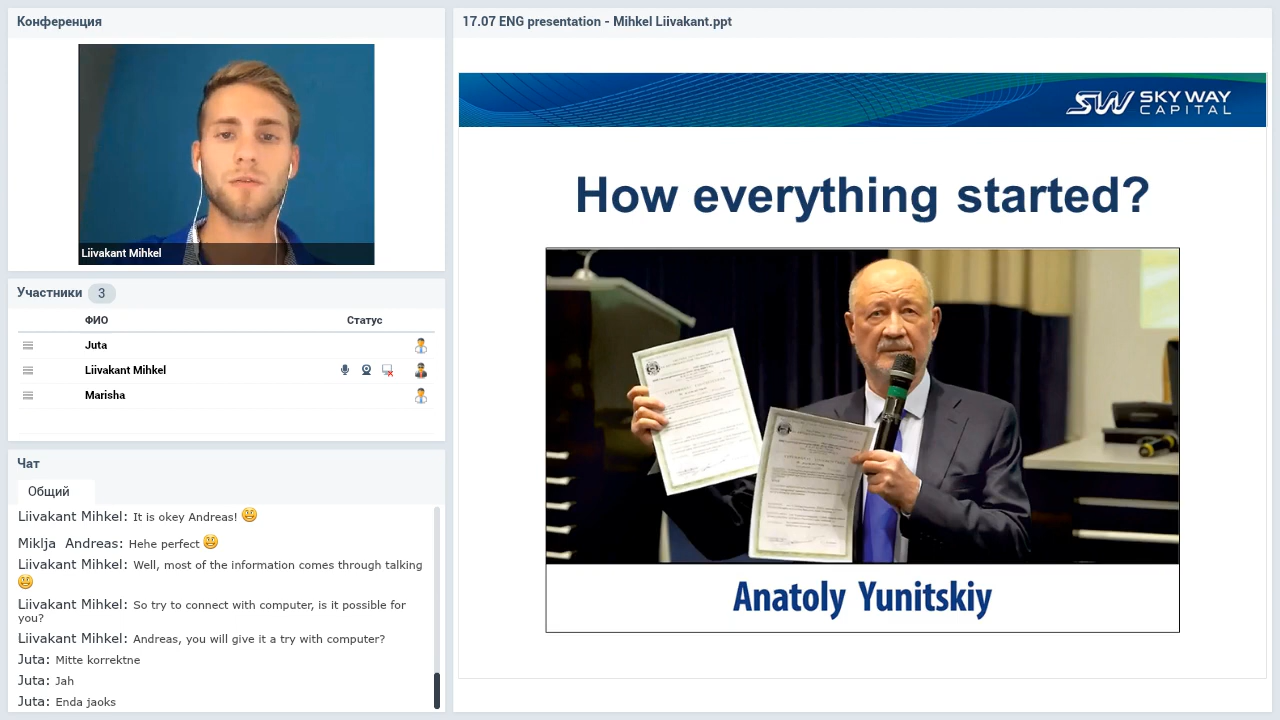 Конференция
Liivakant Mihkel
Участники 3
ФИО Статус
Juta
Liivakant Mihkel
Marisha
Чат
Общий
Liivakant Mihkel: It is okey Andreas!
Miklja Andreas: Hehe perfect
Liivakant Mihkel: Well, most of the information comes through talking
Liivakant Mihkel: So try to connect with computer, is it possible for
you?
Liivakant Mihkel: Andreas, you will give it a try with computer?
Juta: Mitte korrektne
Juta: Jah
Juta: Enda jaoks
17.07 ENG presentation - Mihkel Liivakant.ppt
SW SKY WAY
CAPITAL
How everything started?
Anatoly Yunitskiy